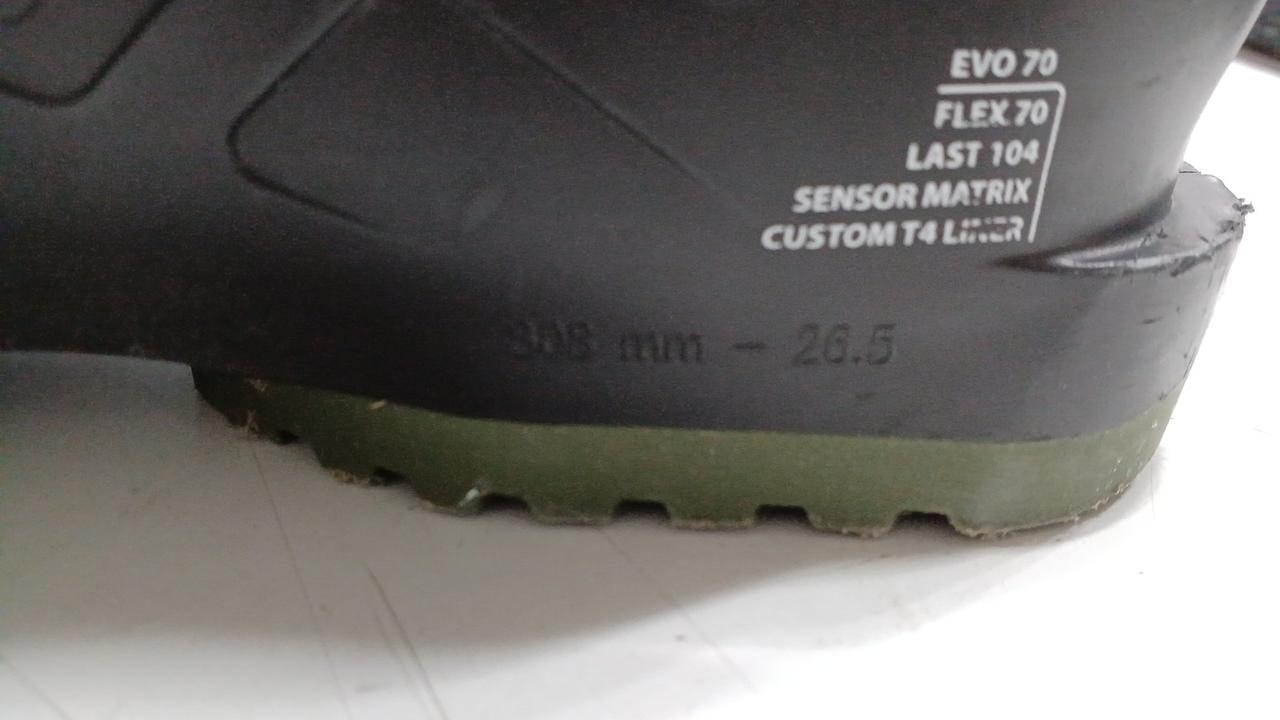 EVO 70
FLEX 70
LAST 104
SENSOR MATRIX
CUSTOM T4 LINER
308 mm - 26.5